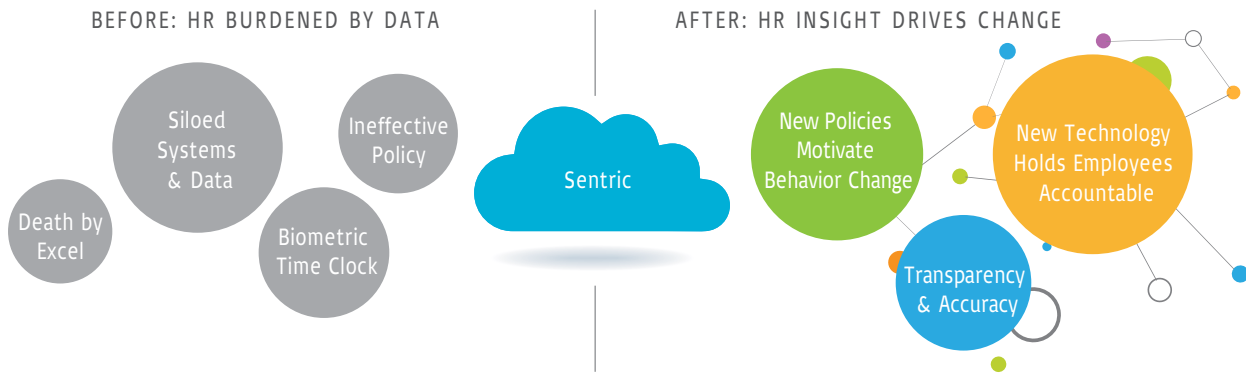 BEFORE: HR BURDENED BY DATA
Siloed
Systems
& Data
Ineffective
Policy
Death by
Excel
Biometric
Time Clock
Sentric
AFTER: HR INSIGHT DRIVES CHANGE
New Policies
Motivate
Behavior Change
New Technology
Holds Employees
Accountable
Transparency
& Accuracy